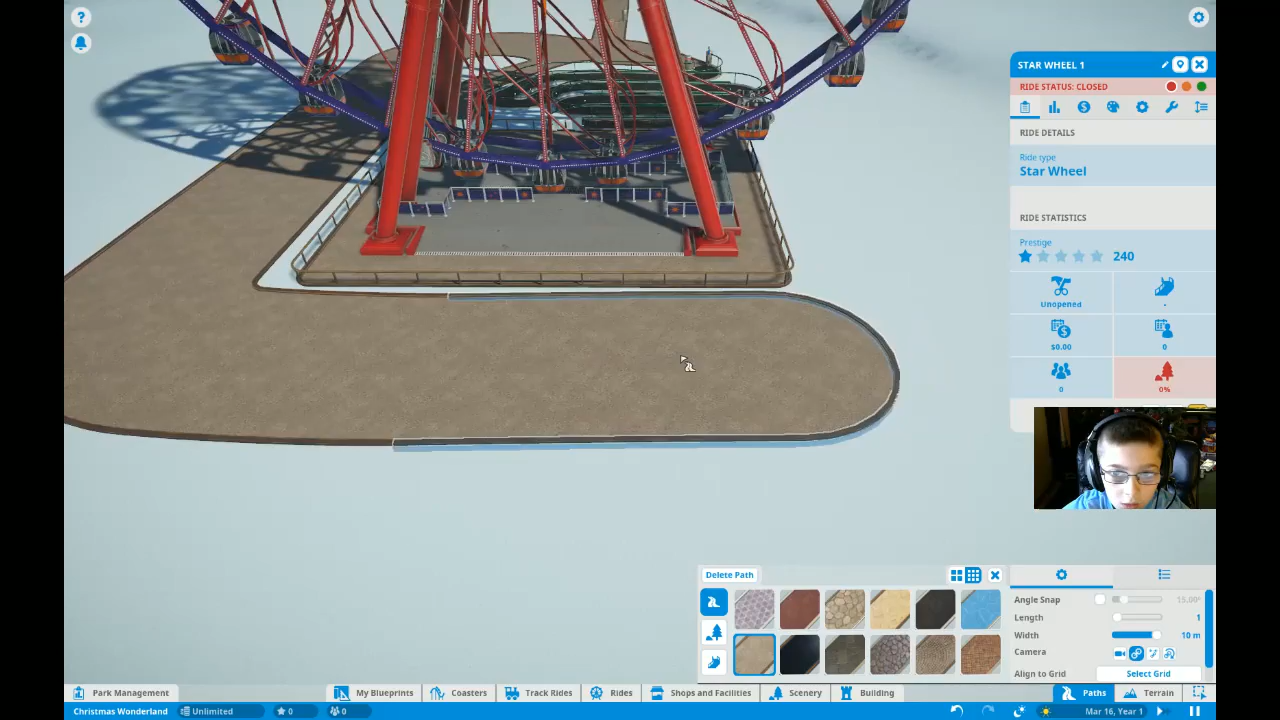 STAR WHEEL 1
RIDE STATUS: CLOSED
RIDE DETAILS
Ride type
Star Wheel
RIDE STATISTICS
Prestige
240
Unopened
-
$0.00
0
0
0%
Delete Path
Angle Snap
15.00°
Length
1
Width
10 m
Camera
Align to Grid
Select Grid
Park Management
My Blueprints
Coasters
Track Rides
Rides
Shops and Facilities
Scenery
Building
Paths
Terrain
Christmas Wonderland
Unlimited
0
0
Mar 16, Year 1